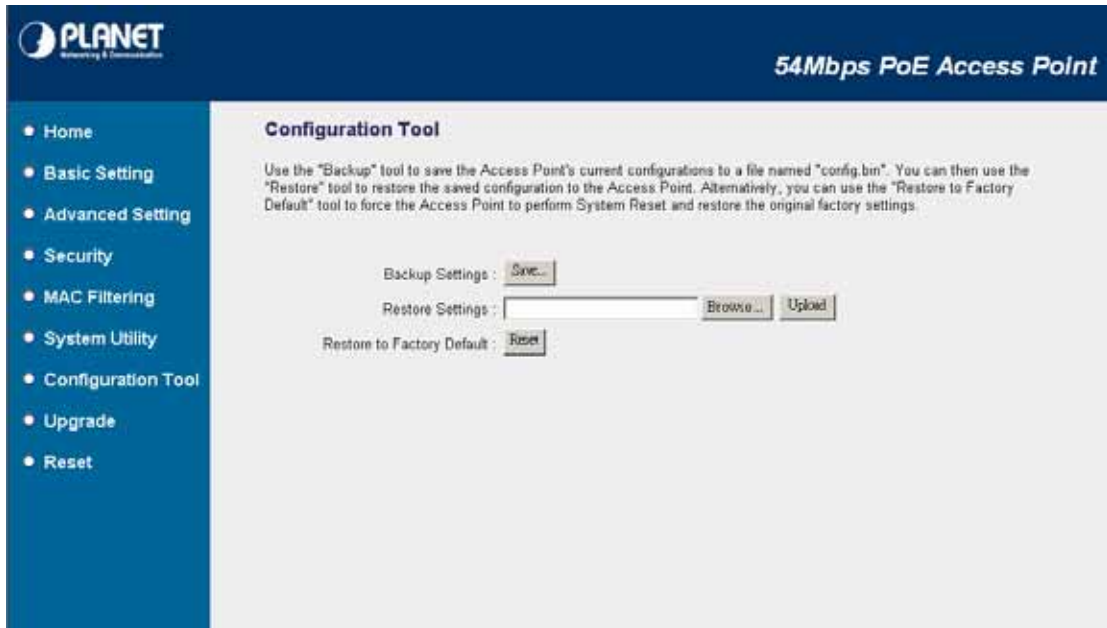 PLANET
Networking & Communication
54Mbps PoE Access Point
Home
Basic Setting
Advanced Setting
Security
MAC Filtering
System Utility
Configuration Tool
Upgrade
Reset
Configuration Tool
Use the "Backup" tool to save the Access Point's current configurations to a file named "config.bin". You can then use the
"Restore" tool to restore the saved configuration to the Access Point. Alternatively, you can use the "Restore to Factory
Default" tool to force the Access Point to perform System Reset and restore the original factory settings.
Backup Settings : Save...
Restore Settings : Browse... Upload
Restore to Factory Default : Reset